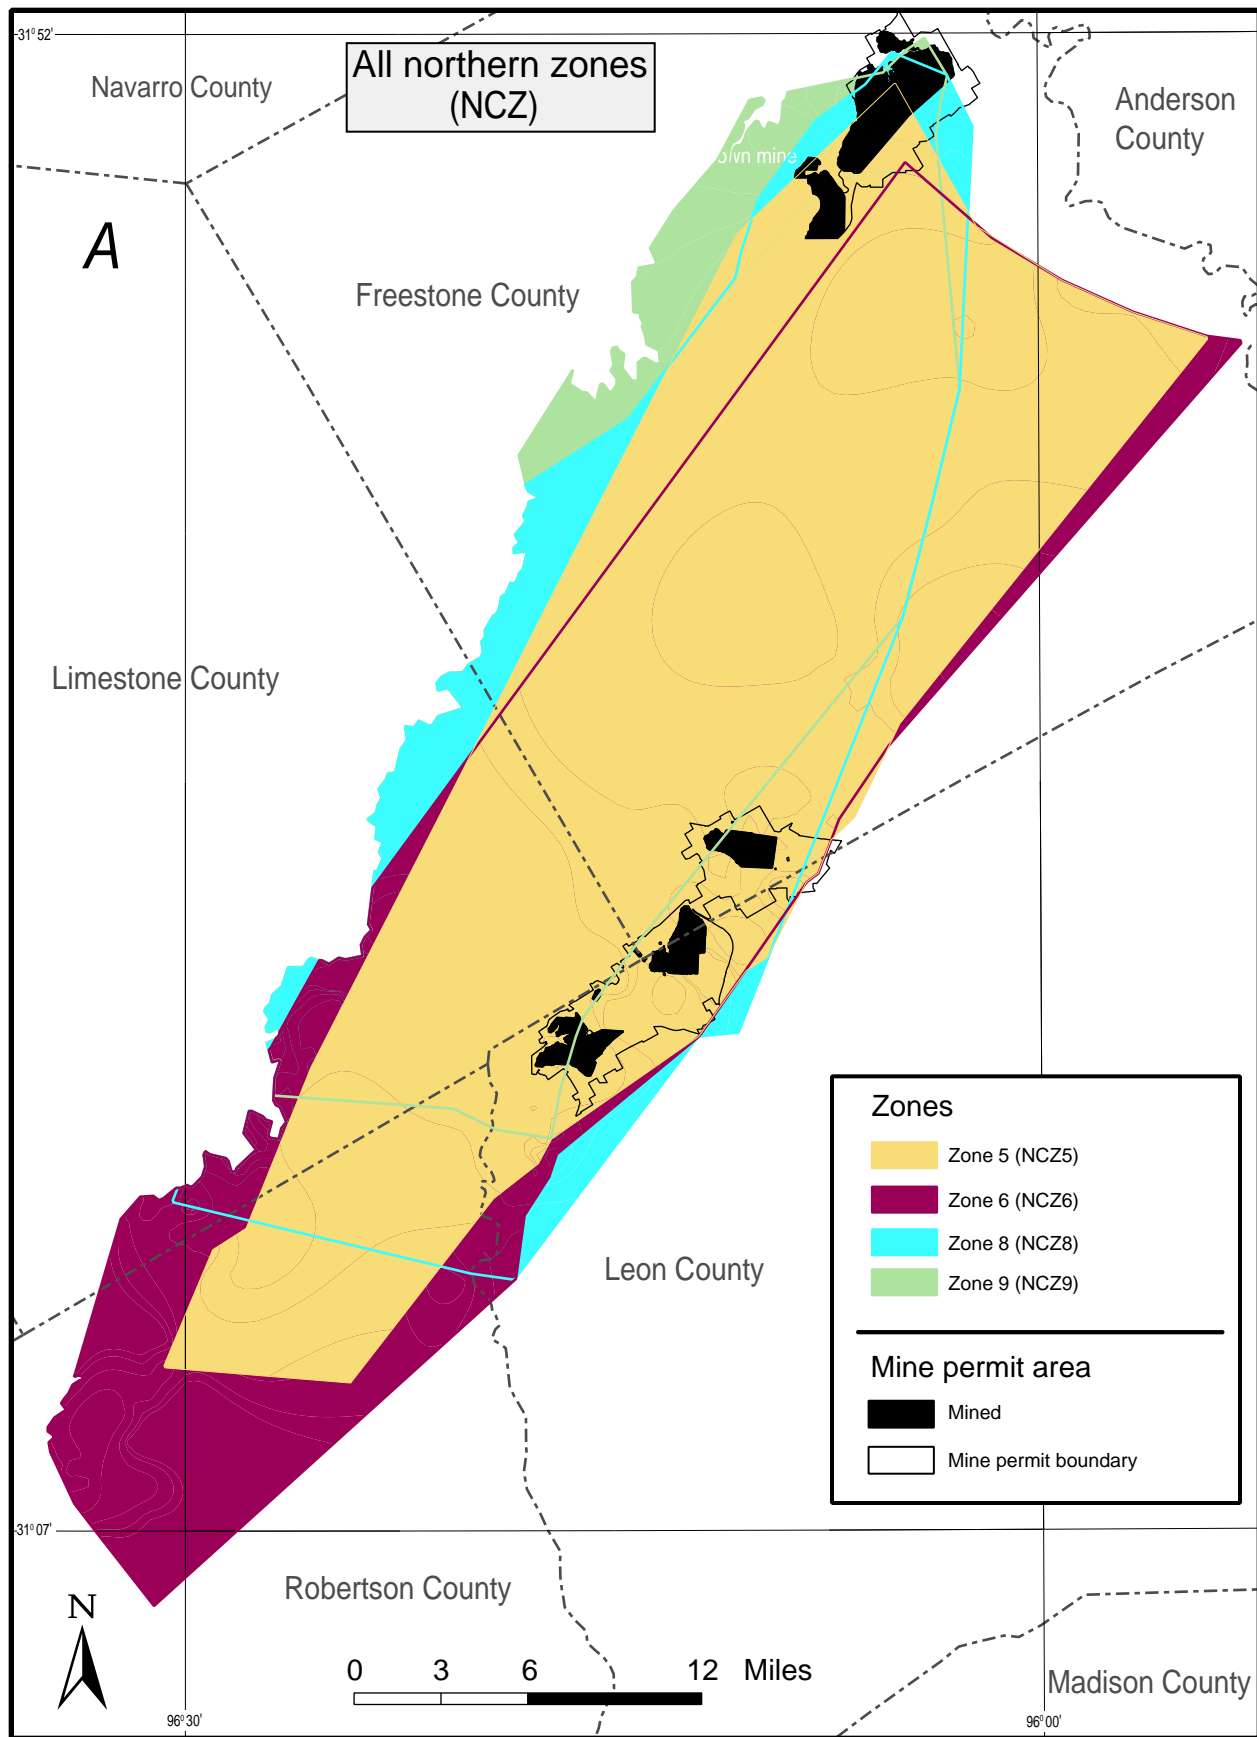 31°52'
All northern zones
(NCZ)
Navarro County
Anderson
County
own mine
A
Freestone County
Limestone County
Zones
Zone 5 (NCZ5)
Zone 6 (NCZ6)
Zone 8 (NCZ8)
Zone 9 (NCZ9)
Leon County
Mine permit area
Mined
Mine permit boundary
31°07'
Robertson County
N
0 3 6 12 Miles
Madison County
96°30'
96°00'